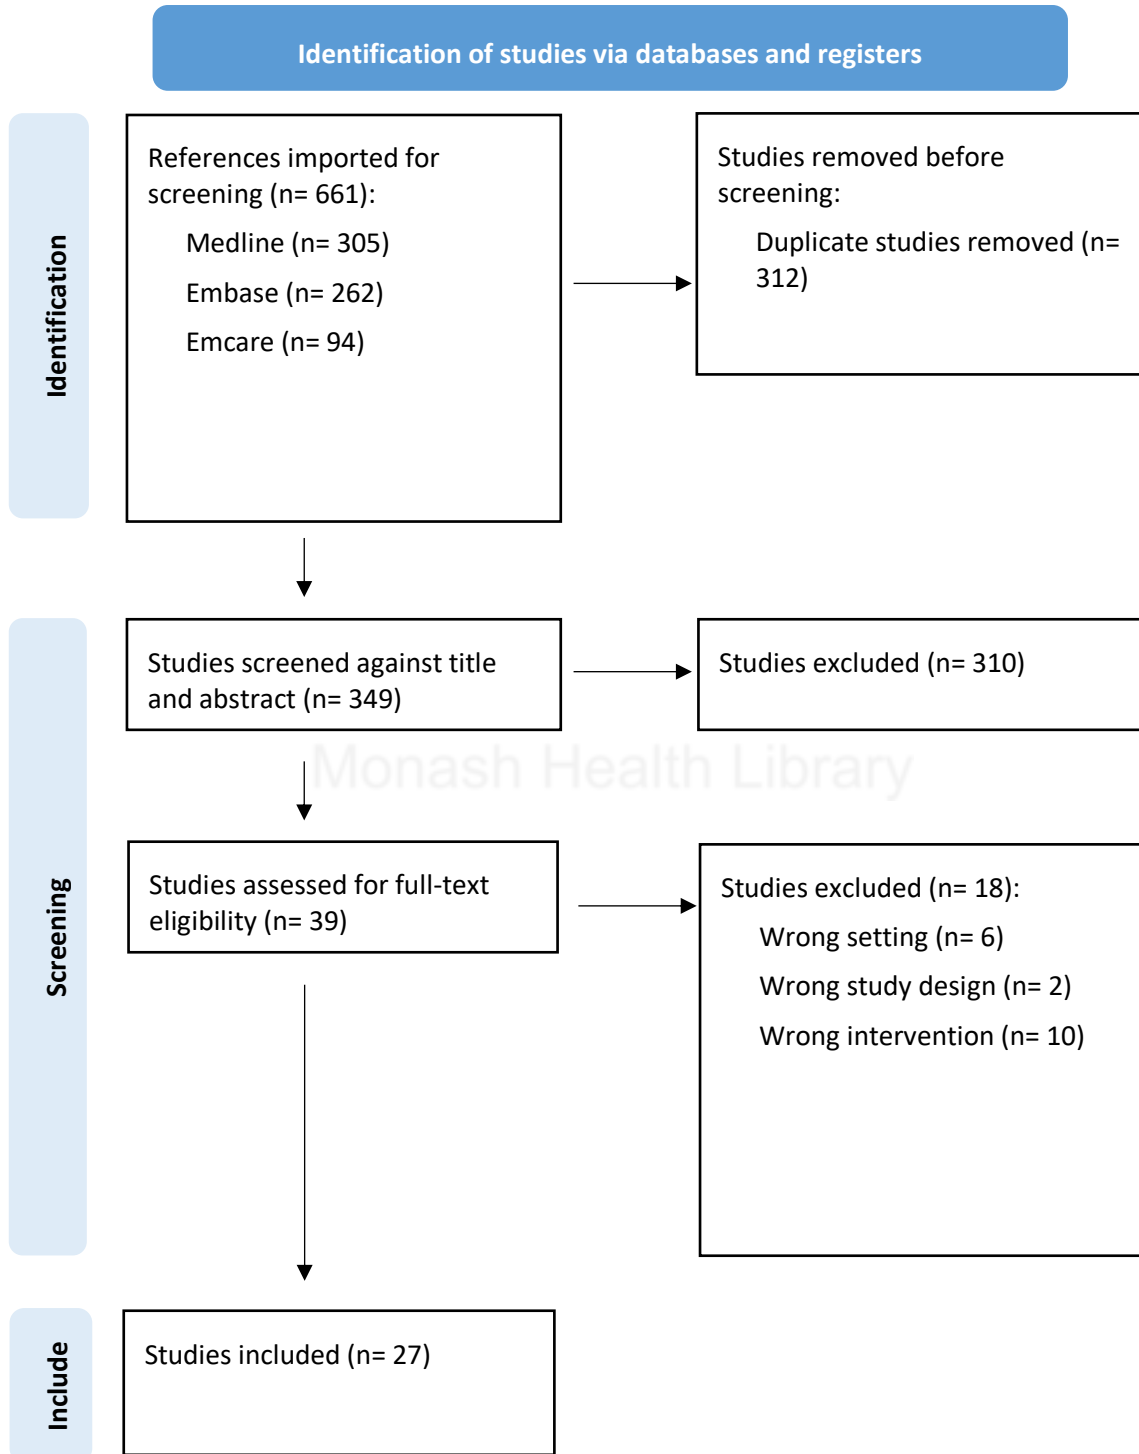 Identification of studies via databases and registers
Identification
References imported for
screening (n= 661):
Medline (n= 305)
Embase (n= 262)
Emcare (n= 94)
Studies removed before
screening:
Duplicate studies removed (n=
312)
Screening
Studies screened against title
and abstract (n= 349)
Studies excluded (n= 310)
Monash Health Library
Studies assessed for full-text
eligibility (n= 39)
Studies excluded (n= 18):
Wrong setting (n= 6)
Wrong study design (n= 2)
Wrong intervention (n= 10)
Include
Studies included (n= 27)